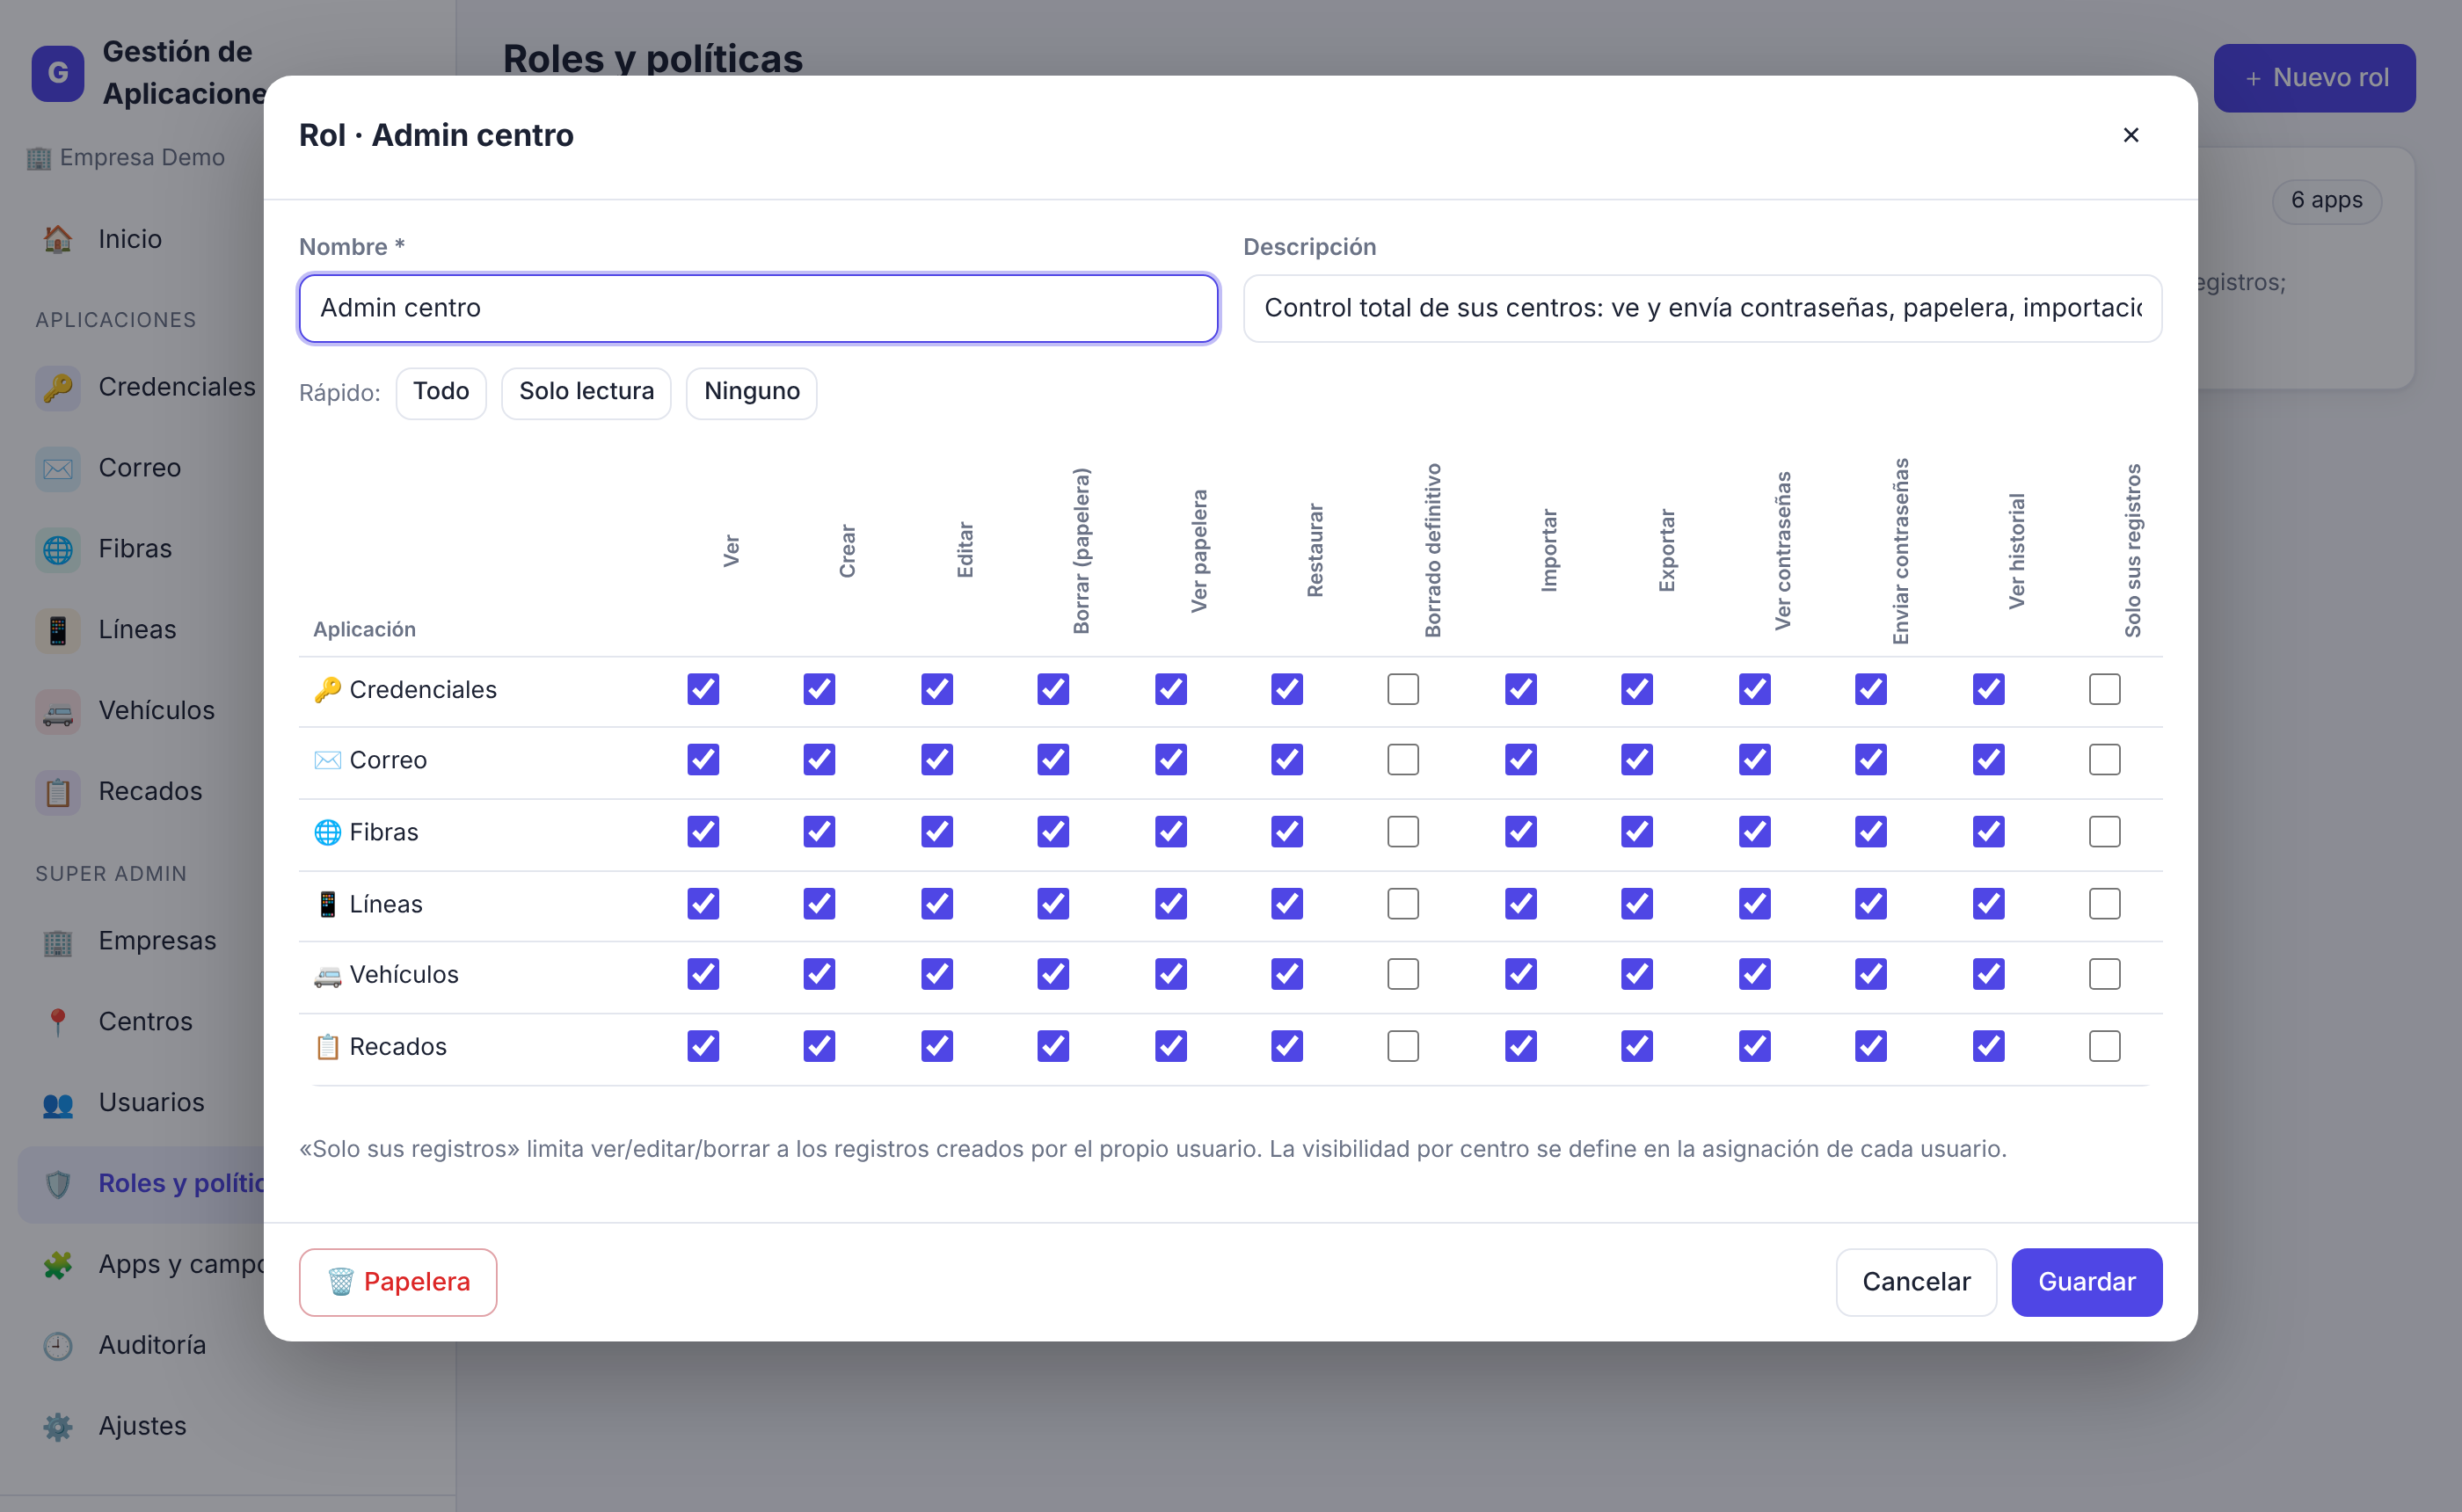 G
Gestión de
Aplicacione
🏢 Empresa Demo
🏠 Inicio
APLICACIONES
🔑 Credenciales
✉️ Correo
🌐 Fibras
📱 Líneas
🚐 Vehículos
📋 Recados
SUPER ADMIN
🏢 Empresas
📍 Centros
👥 Usuarios
🛡️ Roles y polític
🧩 Apps y campo
🕘 Auditoría
⚙️ Ajustes
Roles y políticas
+ Nuevo rol
6 apps
egistros;
Rol · Admin centro
✕
Nombre *
Descripción
Admin centro
Control total de sus centros: ve y envía contraseñas, papelera, importacio
Rápido: Todo Solo lectura Ninguno
Aplicación Ver Crear Editar Borrar (papelera) Ver papelera Restaurar Borrado definitivo Importar Exportar Ver contraseñas Enviar contraseñas Ver historial Solo sus registros
🔑 Credenciales
✉️ Correo
🌐 Fibras
📱 Líneas
🚐 Vehículos
📋 Recados
«Solo sus registros» limita ver/editar/borrar a los registros creados por el propio usuario. La visibilidad por centro se define en la asignación de cada usuario.
🗑️ Papelera
Cancelar Guardar